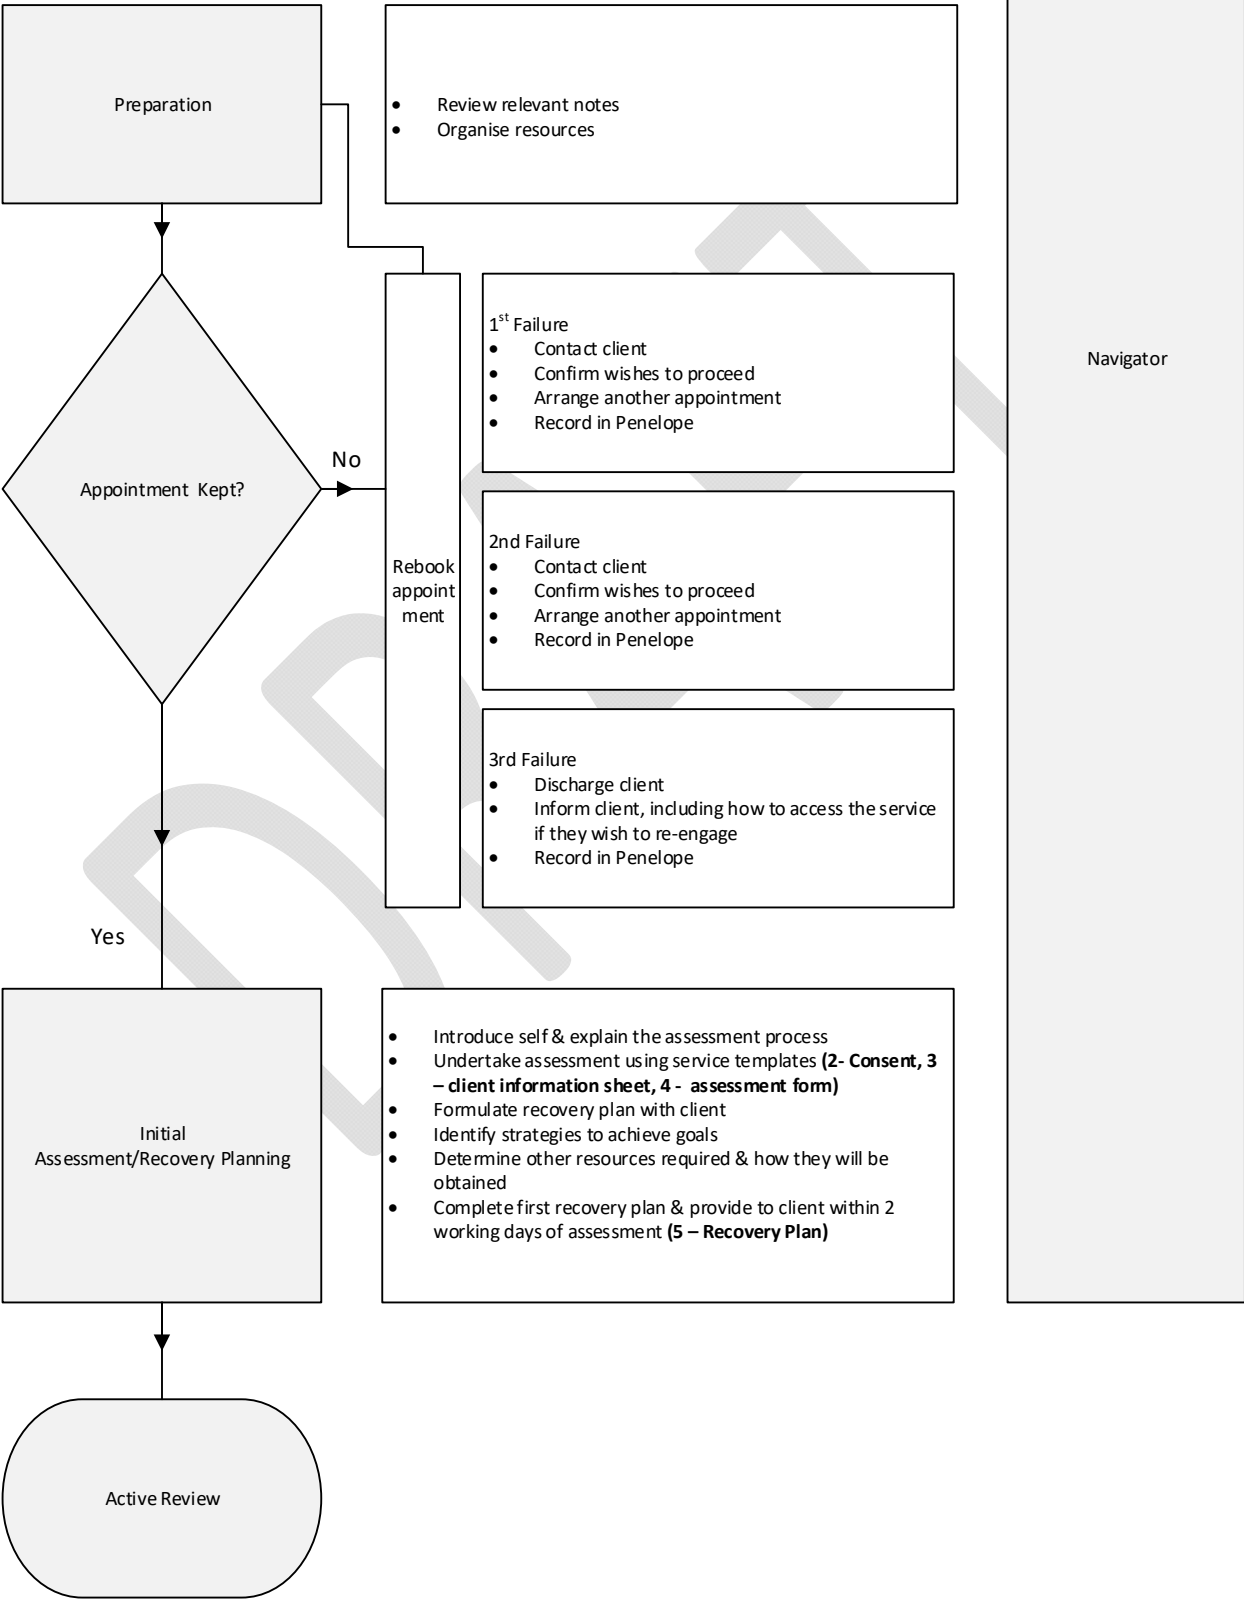 Preparation
• Review relevant notes
• Organise resources
Navigator
1st Failure
• Contact client
• Confirm wishes to proceed
• Arrange another appointment
• Record in Penelope
Appointment Kept?
No
Rebook
appoint
ment
2nd Failure
• Contact client
• Confirm wishes to proceed
• Arrange another appointment
• Record in Penelope
3rd Failure
• Discharge client
• Inform client, including how to access the service
if they wish to re-engage
• Record in Penelope
Yes
Initial
Assessment/Recovery Planning
• Introduce self & explain the assessment process
• Undertake assessment using service templates (2- Consent, 3
– client information sheet, 4 - assessment form)
• Formulate recovery plan with client
• Identify strategies to achieve goals
• Determine other resources required & how they will be
obtained
• Complete first recovery plan & provide to client within 2
working days of assessment (5 – Recovery Plan)
Active Review
DRAFT